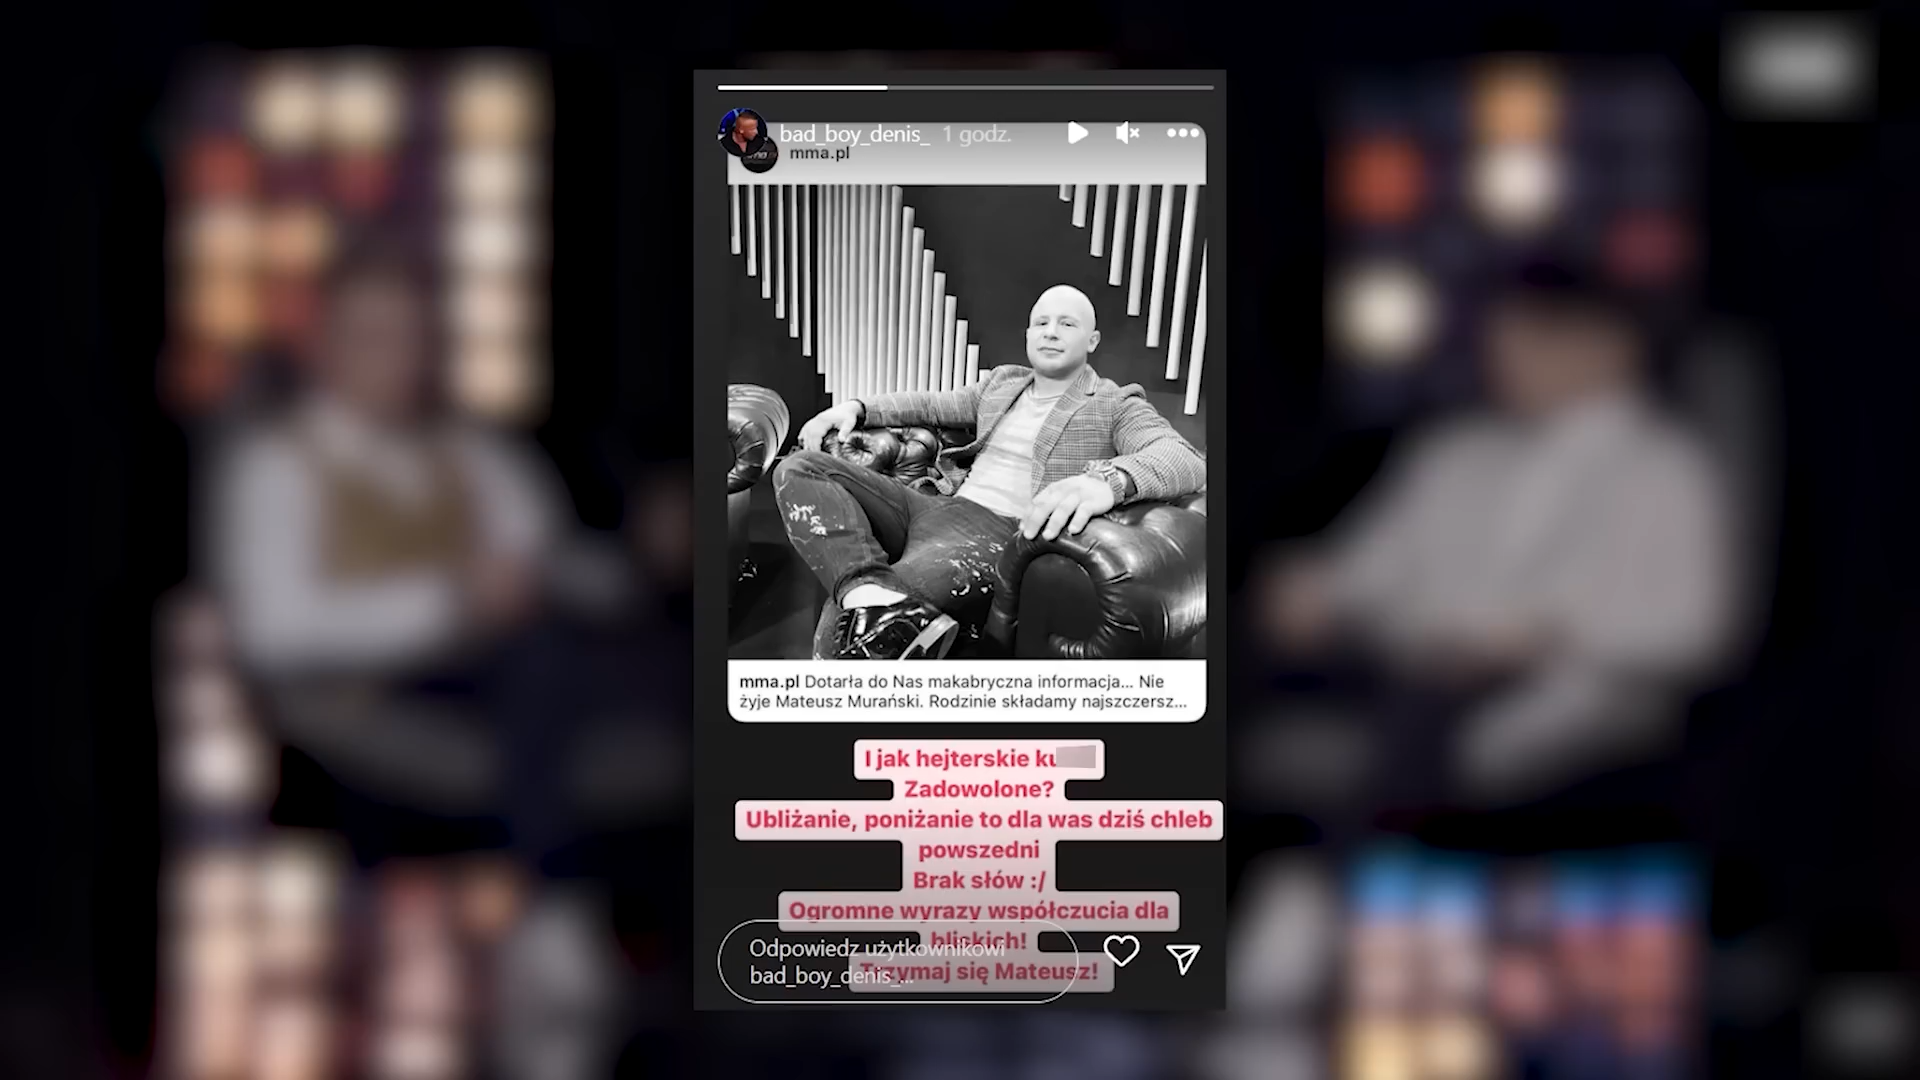 bad_boy_denis_ 1 godz.
mma.pl
mma.pl Dotarła do Nas makabryczna informacja... Nie
żyje Mateusz Murański. Rodzinie składamy najszczersz...
I jak hejterskie ku
Zadowolone?
Ubliżanie, poniżanie to dla was dziś chleb
powszedni
Brak słów :/
Ogromne wyrazy współczucia dla
bliskich!
Trzymaj się Mateusz!
Odpowiedz użytkownikowi
bad_boy_denis_...